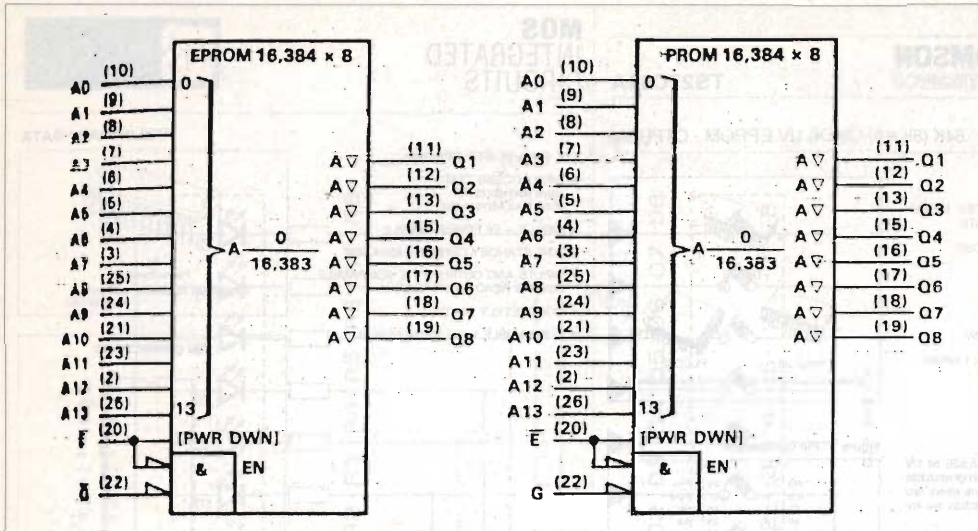 EPROM 16,384 × 8
A0 (10) 0
A1 (9)
A2 (8)
A3 (7)
A4 (6)
A5 (5)
A6 (4)
A7 (3)
A8 (25)
A9 (24)
A10 (21)
A11 (23)
A12 (2)
A13 (26) 13
E (20) [PWR DWN]
& EN
G (22)
A 0
16,383
A▽ (11) Q1
A▽ (12) Q2
A▽ (13) Q3
A▽ (15) Q4
A▽ (16) Q5
A▽ (17) Q6
A▽ (18) Q7
A▽ (19) Q8
PROM 16,384 × 8
A0 (10) 0
A1 (9)
A2 (8)
A3 (7)
A4 (6)
A5 (5)
A6 (4)
A7 (3)
A8 (25)
A9 (24)
A10 (21)
A11 (23)
A12 (2)
A13 (26) 13
E (20) [PWR DWN]
& EN
G (22)
A 0
16,383
A▽ (11) Q1
A▽ (12) Q2
A▽ (13) Q3
A▽ (15) Q4
A▽ (16) Q5
A▽ (17) Q6
A▽ (18) Q7
A▽ (19) Q8
MOS
INTEGRATED